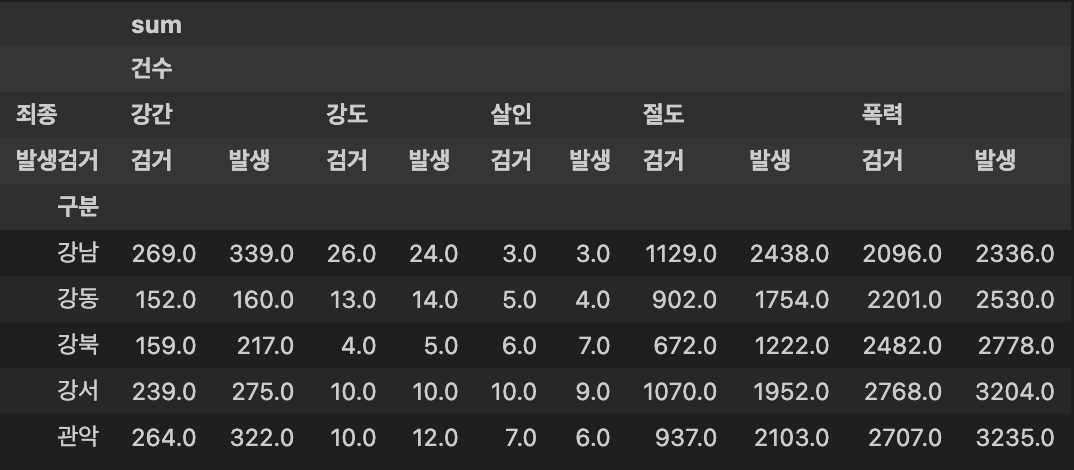 sum
건수
죄종 강간 강도 살인 절도 폭력
발생검거 검거 발생 검거 발생 검거 발생 검거 발생 검거 발생
구분
강남 269.0 339.0 26.0 24.0 3.0 3.0 1129.0 2438.0 2096.0 2336.0
강동 152.0 160.0 13.0 14.0 5.0 4.0 902.0 1754.0 2201.0 2530.0
강북 159.0 217.0 4.0 5.0 6.0 7.0 672.0 1222.0 2482.0 2778.0
강서 239.0 275.0 10.0 10.0 10.0 9.0 1070.0 1952.0 2768.0 3204.0
관악 264.0 322.0 10.0 12.0 7.0 6.0 937.0 2103.0 2707.0 3235.0